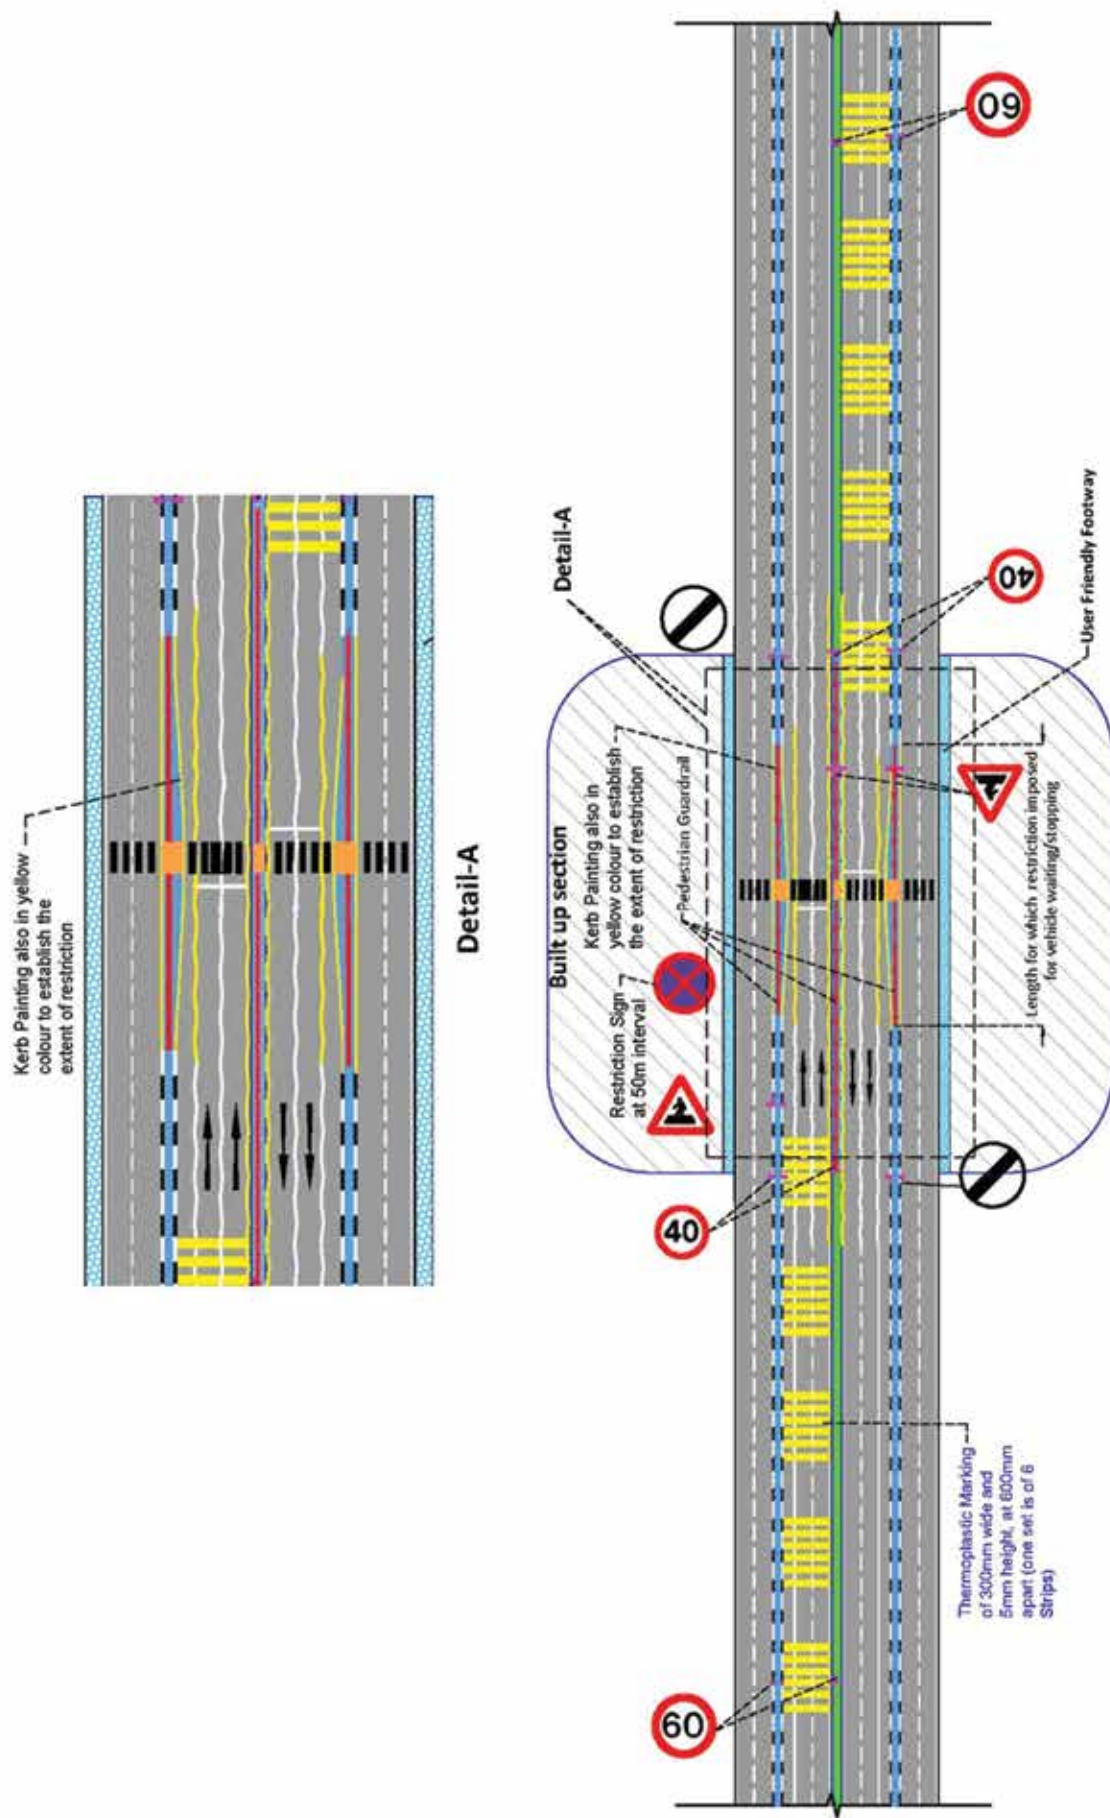 Kerb Painting also in yellow
colour to establish the
extent of restriction
Detail-A
Detail-A
Built up section
Restriction Sign
at 50m interval
Kerb Painting also in
yellow colour to establish
the extent of restriction
Pedestrian Guardrail
60
40
40
60
User Friendly Footway
Length for which restriction imposed
for vehicle waiting/stopping
Thermoplastic Marking
of 300mm wide and
5mm height, at 600mm
apart (one set is of 6
Strips)